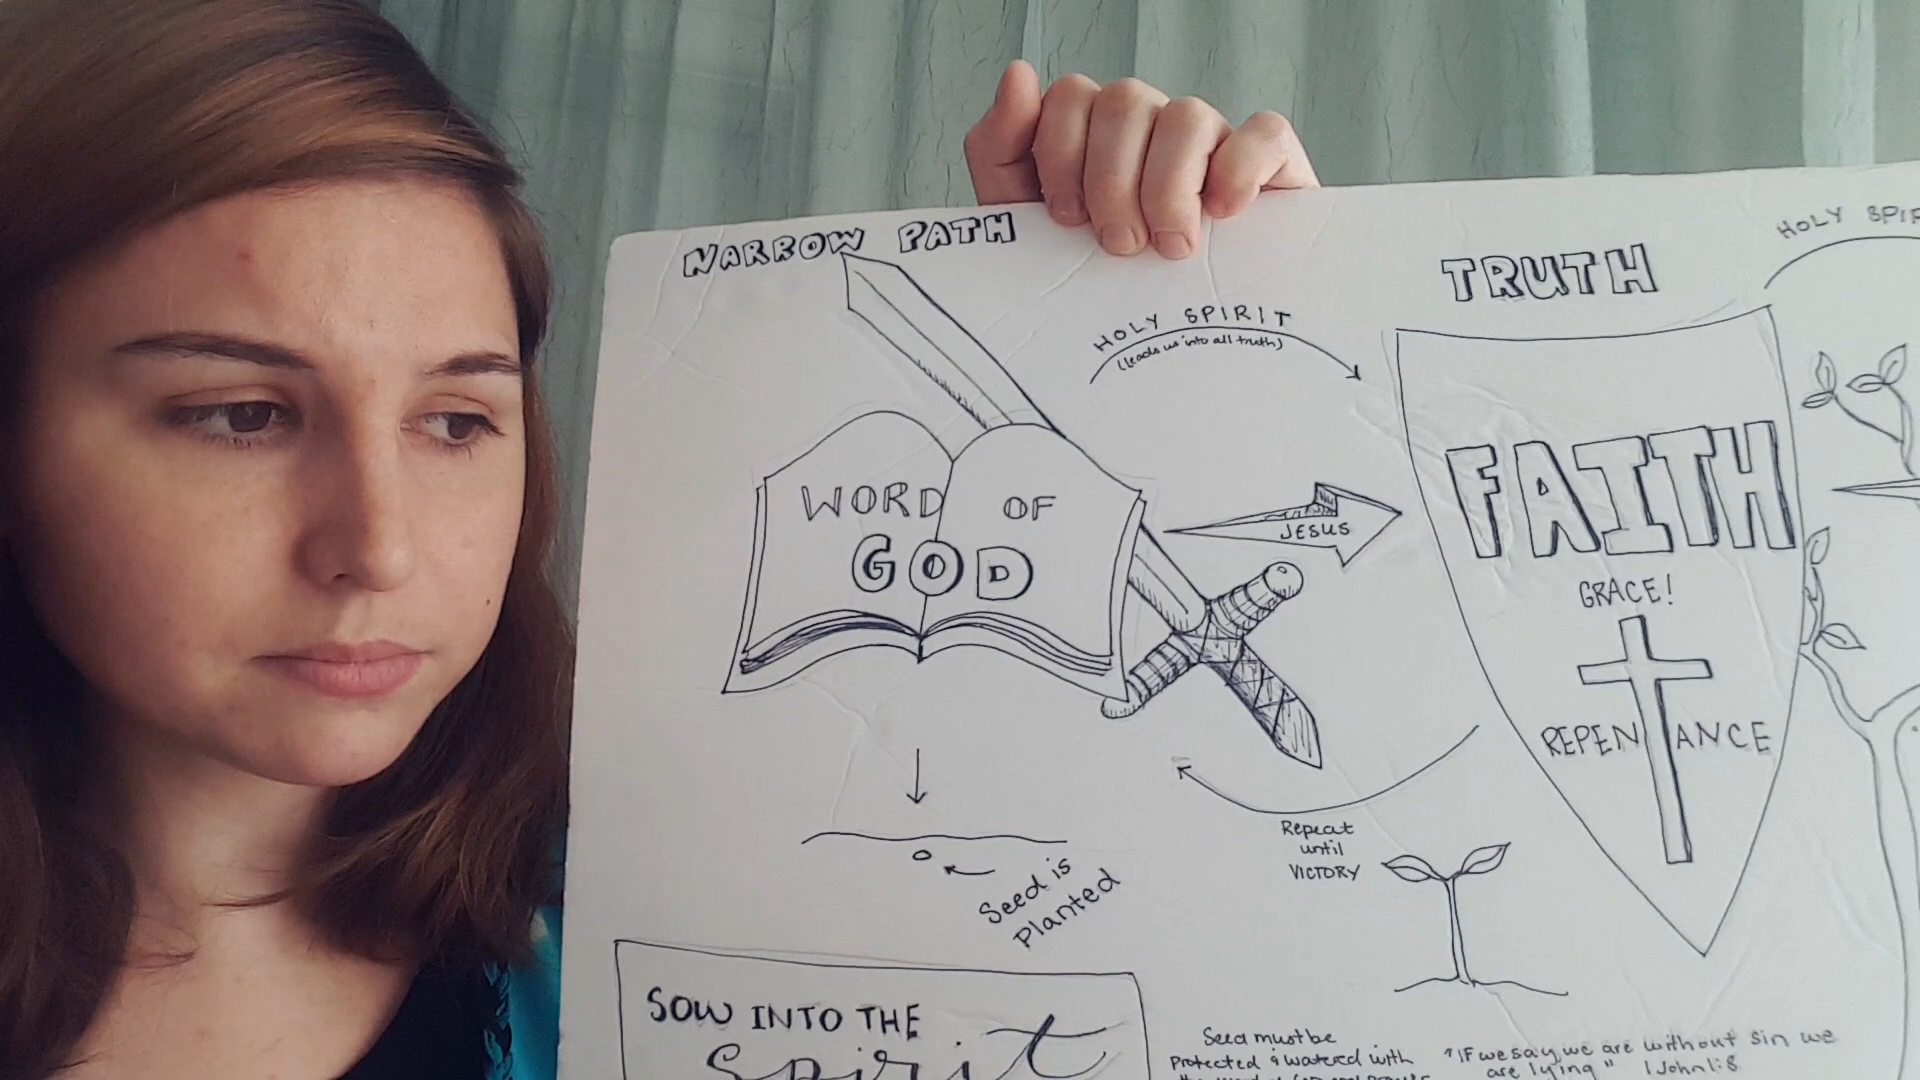 NARROW PATH
TRUTH
HOLY SPIRIT
(leads us into all truth)
HOLY
WORD OF
GOD
JESUS
FAITH
GRACE!
REPENTANCE
Repeat
until
VICTORY
Seed is
Planted
SOW INTO THE
Spirit
Seed must be
Protected & watered with
"IF we say we are without sin we
are lying" 1 John 1:8